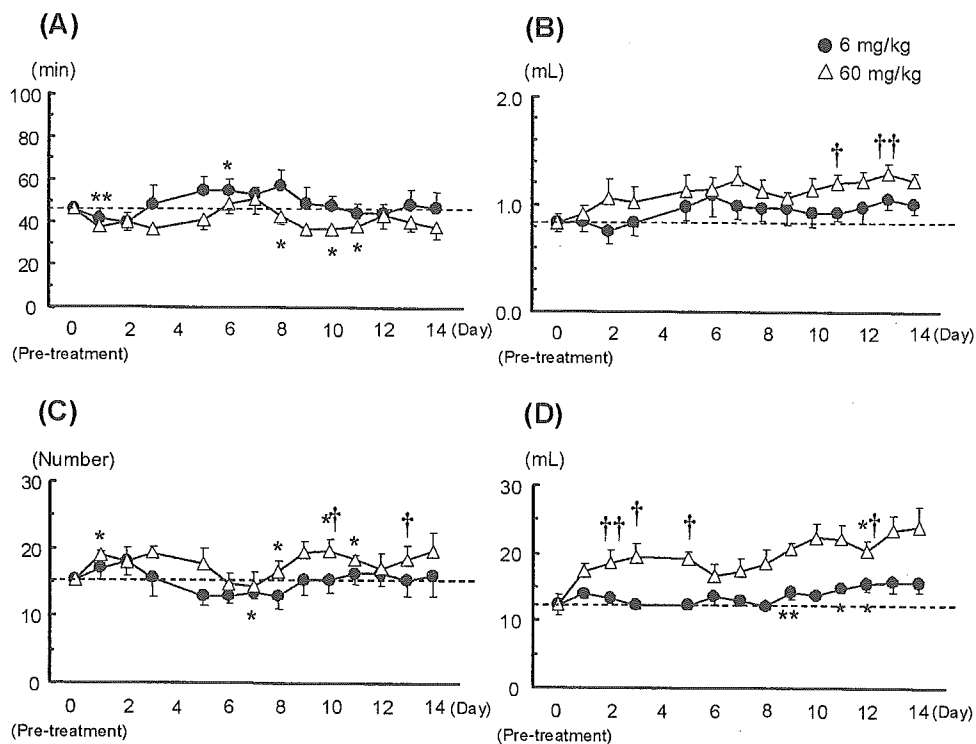 (A)
(min)
100
80
60
40
20
0
**
*
*
*
*
0 2 4 6 8 10 12 14 (Day)
(Pre-treatment)
(B)
(mL)
6 mg/kg
60 mg/kg
2.0
1.0
0.0
†
††
0 2 4 6 8 10 12 14 (Day)
(Pre-treatment)
(C)
(Number)
30
20
10
0
*
*
*
*†
*
†
0 2 4 6 8 10 12 14 (Day)
(Pre-treatment)
(D)
(mL)
30
20
10
0
††
†
†
*†
**
*
*
0 2 4 6 8 10 12 14 (Day)
(Pre-treatment)